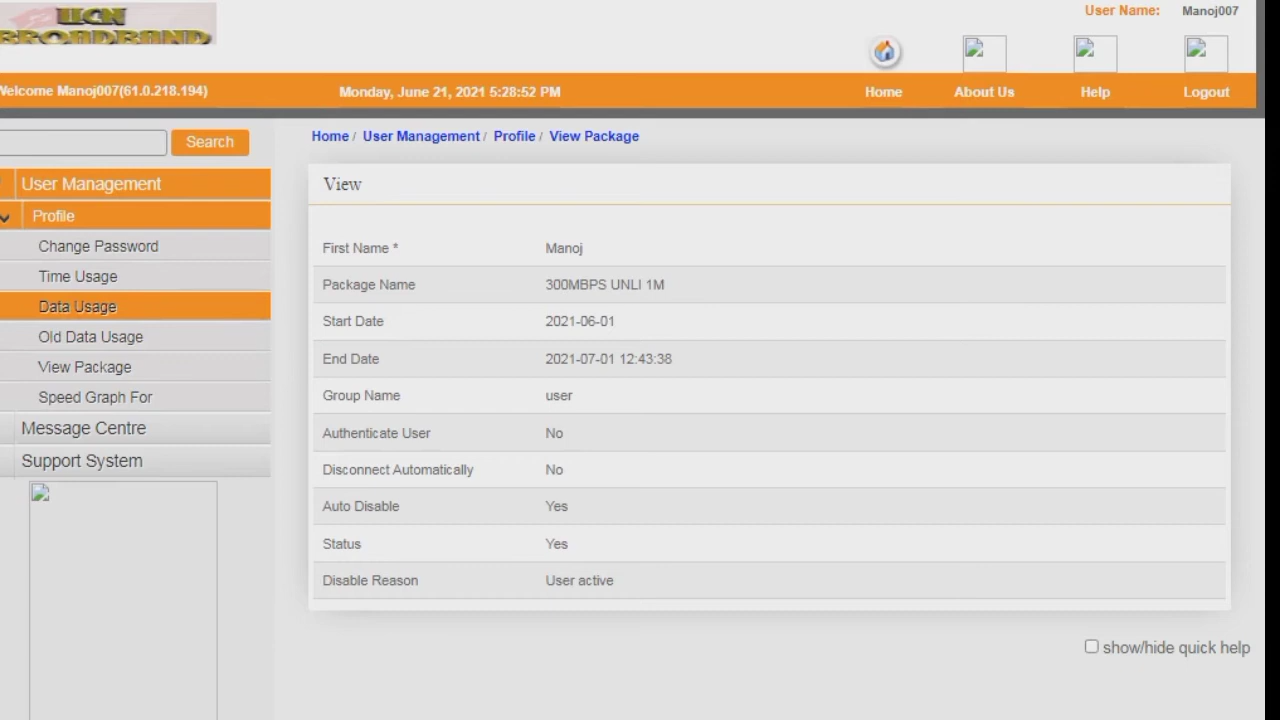 UCN
BROADBAND
User Name: Manoj007
Welcome Manoj007(61.0.218.194) Monday, June 21, 2021 5:28:52 PM Home About Us Help Logout
Search
Home / User Management / Profile / View Package
User Management
Profile
Change Password
Time Usage
Data Usage
Old Data Usage
View Package
Speed Graph For
Message Centre
Support System
View
First Name * Manoj
Package Name 300MBPS UNLI 1M
Start Date 2021-06-01
End Date 2021-07-01 12:43:38
Group Name user
Authenticate User No
Disconnect Automatically No
Auto Disable Yes
Status Yes
Disable Reason User active
show/hide quick help